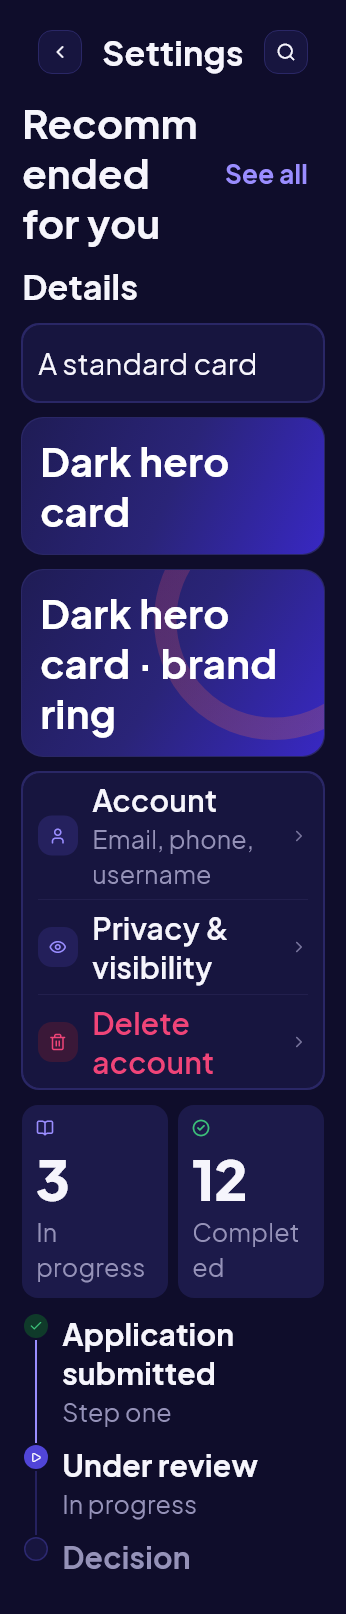 Settings
Recomm
ended
for you
See all
Details
A standard card
Dark hero
card
Dark hero
card · brand
ring
Account
Email, phone,
username
Privacy &
visibility
Delete
account
3
In
progress
12
Complet
ed
Application
submitted
Step one
Under review
In progress
Decision